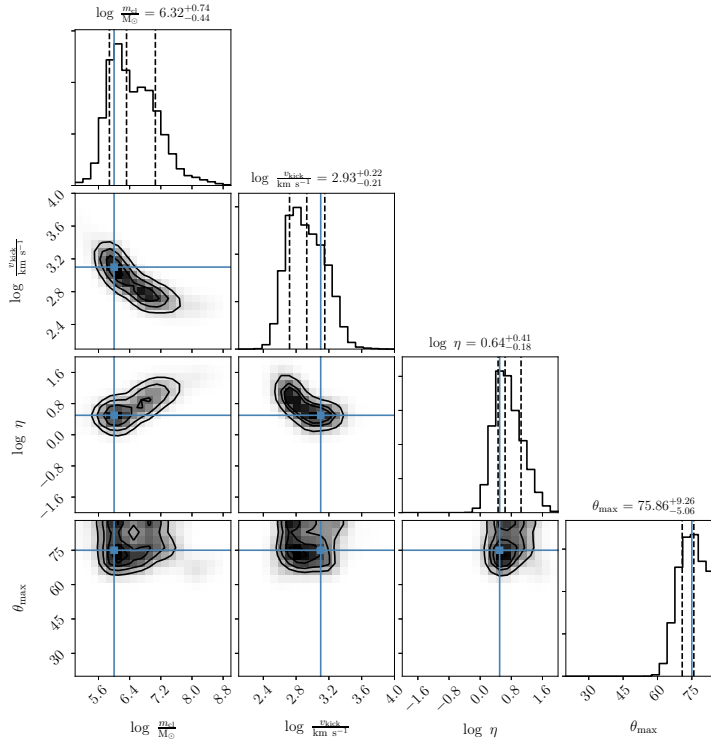 log m_cl/M_⊙ = 6.32^{+0.74}_{-0.44}
log v_kick/km s^{-1} = 2.93^{+0.22}_{-0.21}
4.0
3.6
3.2
2.8
2.4
log v_kick/km s^{-1}
log η = 0.64^{+0.41}_{-0.18}
1.6
0.8
0.0
−0.8
−1.6
log η
θ_max = 75.86^{+9.26}_{-5.06}
75
60
45
30
θ_max
5.6 6.4 7.2 8.0 8.8 2.4 2.8 3.2 3.6 4.0 −1.6 −0.8 0.0 0.8 1.6 30 45 60 75
log m_cl/M_⊙ log v_kick/km s^{-1} log η θ_max